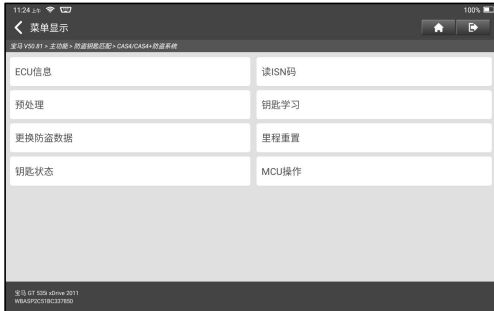 11:24 上午
100%
菜单显示
宝马 V50.81 > 主功能 > 防盗钥匙匹配 > CAS4/CAS4+防盗系统
ECU信息
读ISN码
预处理
钥匙学习
更换防盗数据
里程重置
钥匙状态
MCU操作
宝马 GT 535i xDrive 2011
WBASP2C51BC337850